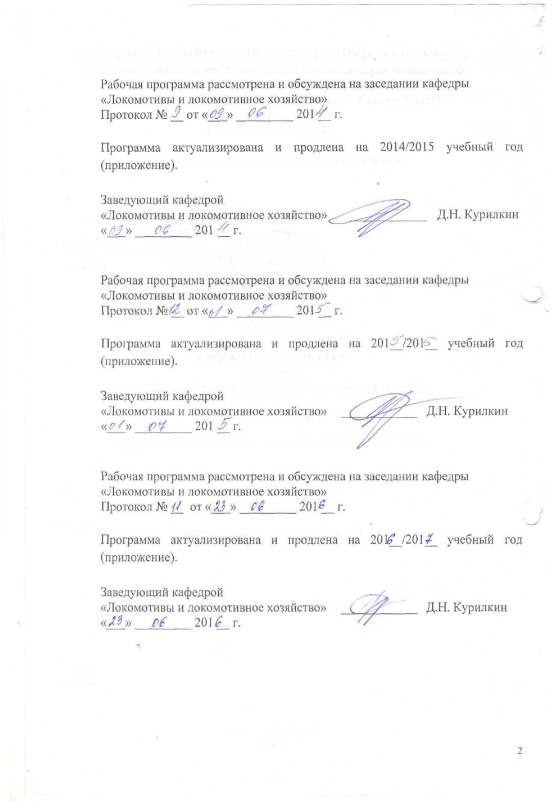 Рабочая программа рассмотрена и обсуждена на заседании кафедры
«Локомотивы и локомотивное хозяйство»
Протокол № 9 от «09» 06 2014 г.
Программа актуализирована и продлена на 2014/2015 учебный год
(приложение).
Заведующий кафедрой
«Локомотивы и локомотивное хозяйство» Д.Н. Курилкин
«09» 06 2014 г.
Рабочая программа рассмотрена и обсуждена на заседании кафедры
«Локомотивы и локомотивное хозяйство»
Протокол № 12 от «01» 07 2015 г.
Программа актуализирована и продлена на 2015/2016 учебный год
(приложение).
Заведующий кафедрой
«Локомотивы и локомотивное хозяйство» Д.Н. Курилкин
«01» 07 2015 г.
Рабочая программа рассмотрена и обсуждена на заседании кафедры
«Локомотивы и локомотивное хозяйство»
Протокол № 11 от «23» 06 2016 г.
Программа актуализирована и продлена на 2016/2017 учебный год
(приложение).
Заведующий кафедрой
«Локомотивы и локомотивное хозяйство» Д.Н. Курилкин
«23» 06 2016 г.
2